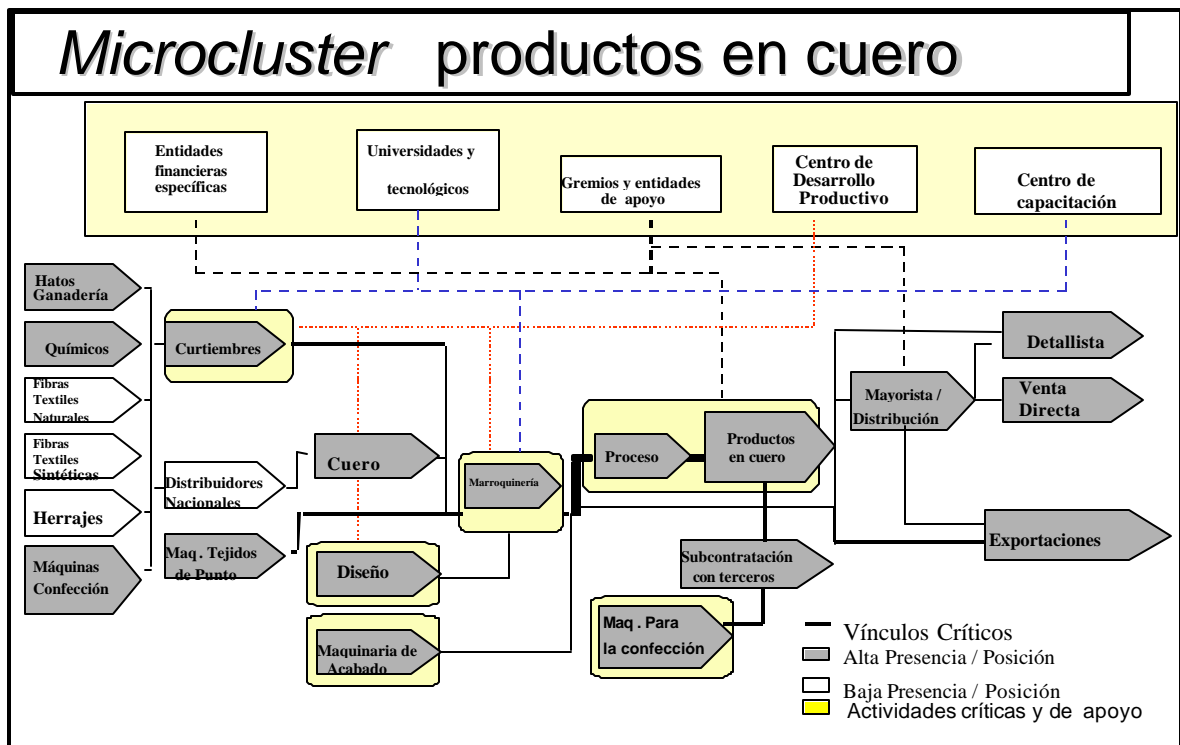 Microcluster productos en cuero
Entidades
financieras
específicas
Universidades y
tecnológicos
Gremios y entidades
de apoyo
Centro de
Desarrollo
Productivo
Centro de
capacitación
Hatos
Ganadería
Químicos
Fibras
Textiles
Naturales
Fibras
Textiles
Sintéticas
Herrajes
Máquinas
Confección
Curtiembres
Distribuidores
Nacionales
Maq. Tejidos
de Punto
Cuero
Diseño
Maquinaria de
Acabado
Marroquinería
Proceso
Productos
en cuero
Subcontratación
con terceros
Maq. Para
la confección
Mayorista /
Distribución
Detallista
Venta
Directa
Exportaciones
Vínculos Críticos
Alta Presencia / Posición
Baja Presencia / Posición
Actividades críticas y de apoyo